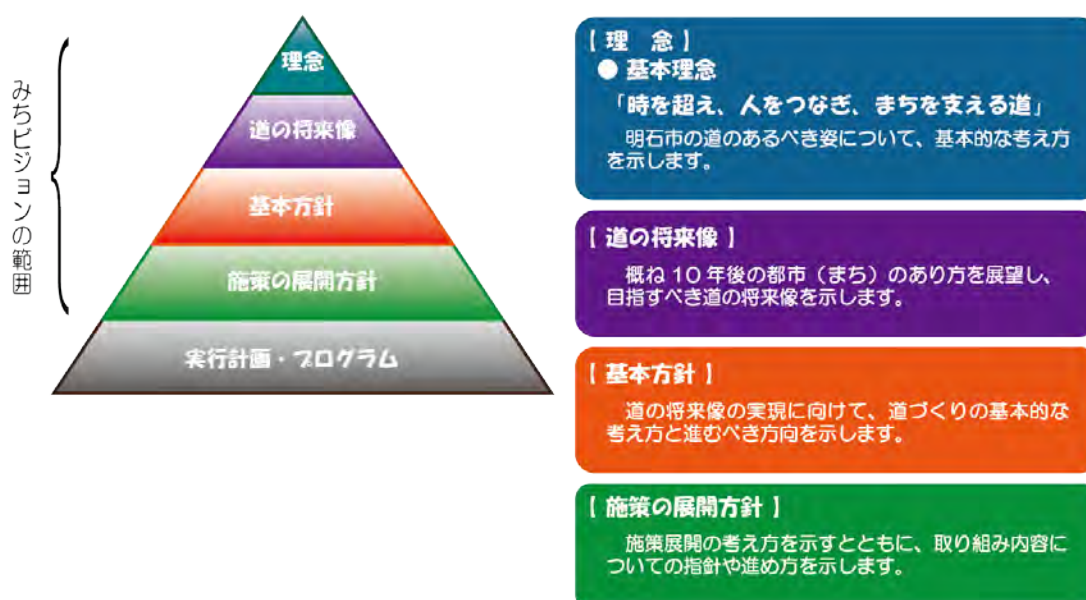 みちビジョンの範囲
理念
道の将来像
基本方針
施策の展開方針
実行計画・プログラム
【 理　念 】
● 基本理念
「時を超え、人をつなぎ、まちを支える道」
明石市の道のあるべき姿について、基本的な考え方
を示します。
【 道の将来像 】
概ね 10 年後の都市（まち）のあり方を展望し、
目指すべき道の将来像を示します。
【 基本方針 】
道の将来像の実現に向けて、道づくりの基本的な
考え方と進むべき方向を示します。
【 施策の展開方針 】
施策展開の考え方を示すとともに、取り組み内容に
ついての指針や進め方を示します。